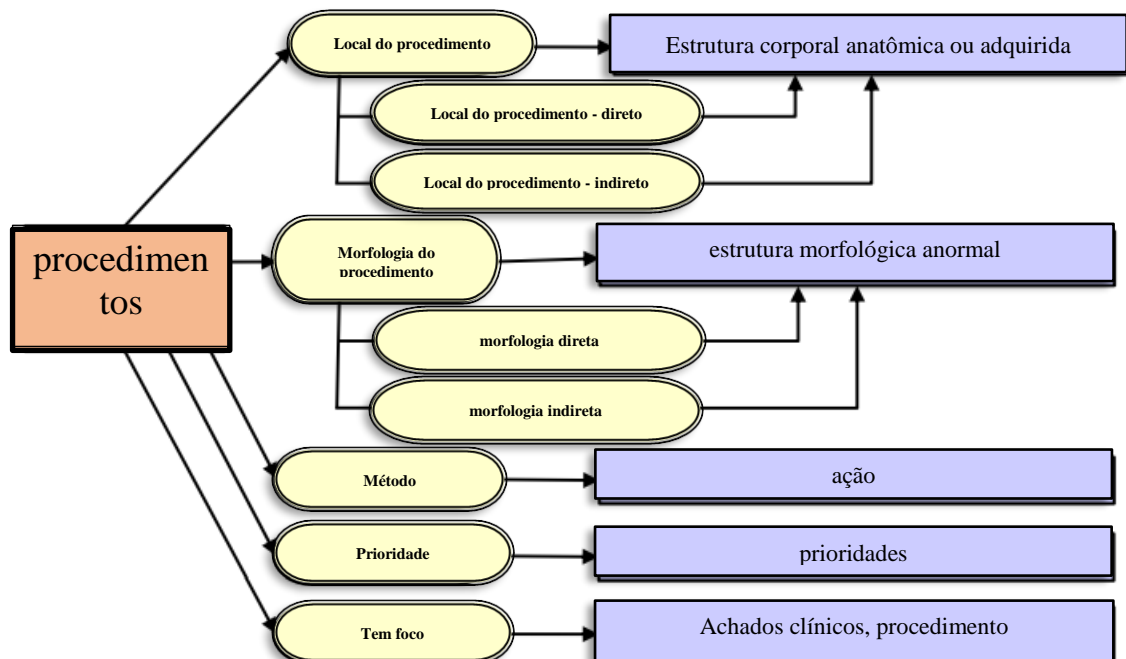 Local do procedimento
Estrutura corporal anatômica ou adquirida
Local do procedimento - direto
Local do procedimento - indireto
procedimen
tos
Morfologia do
procedimento
estrutura morfológica anormal
morfologia direta
morfologia indireta
Método
ação
Prioridade
prioridades
Tem foco
Achados clínicos, procedimento